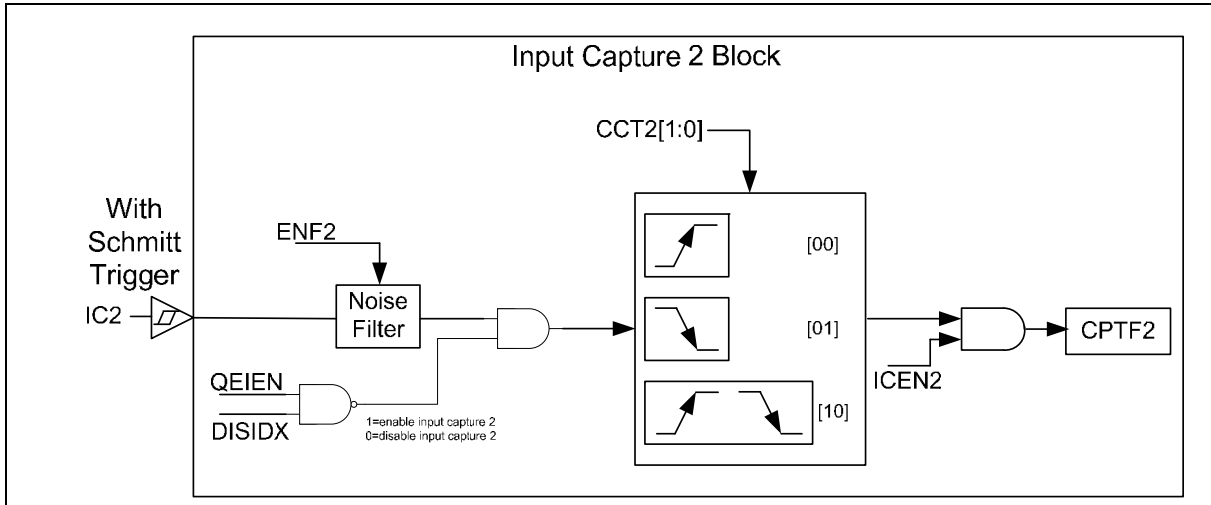 Input Capture 2 Block
CCT2[1:0]
With
Schmitt
Trigger
IC2
ENF2
Noise
Filter
QEIEN
DISIDX
1=enable input capture 2
0=disable input capture 2
[00]
[01]
[10]
ICEN2
CPTF2